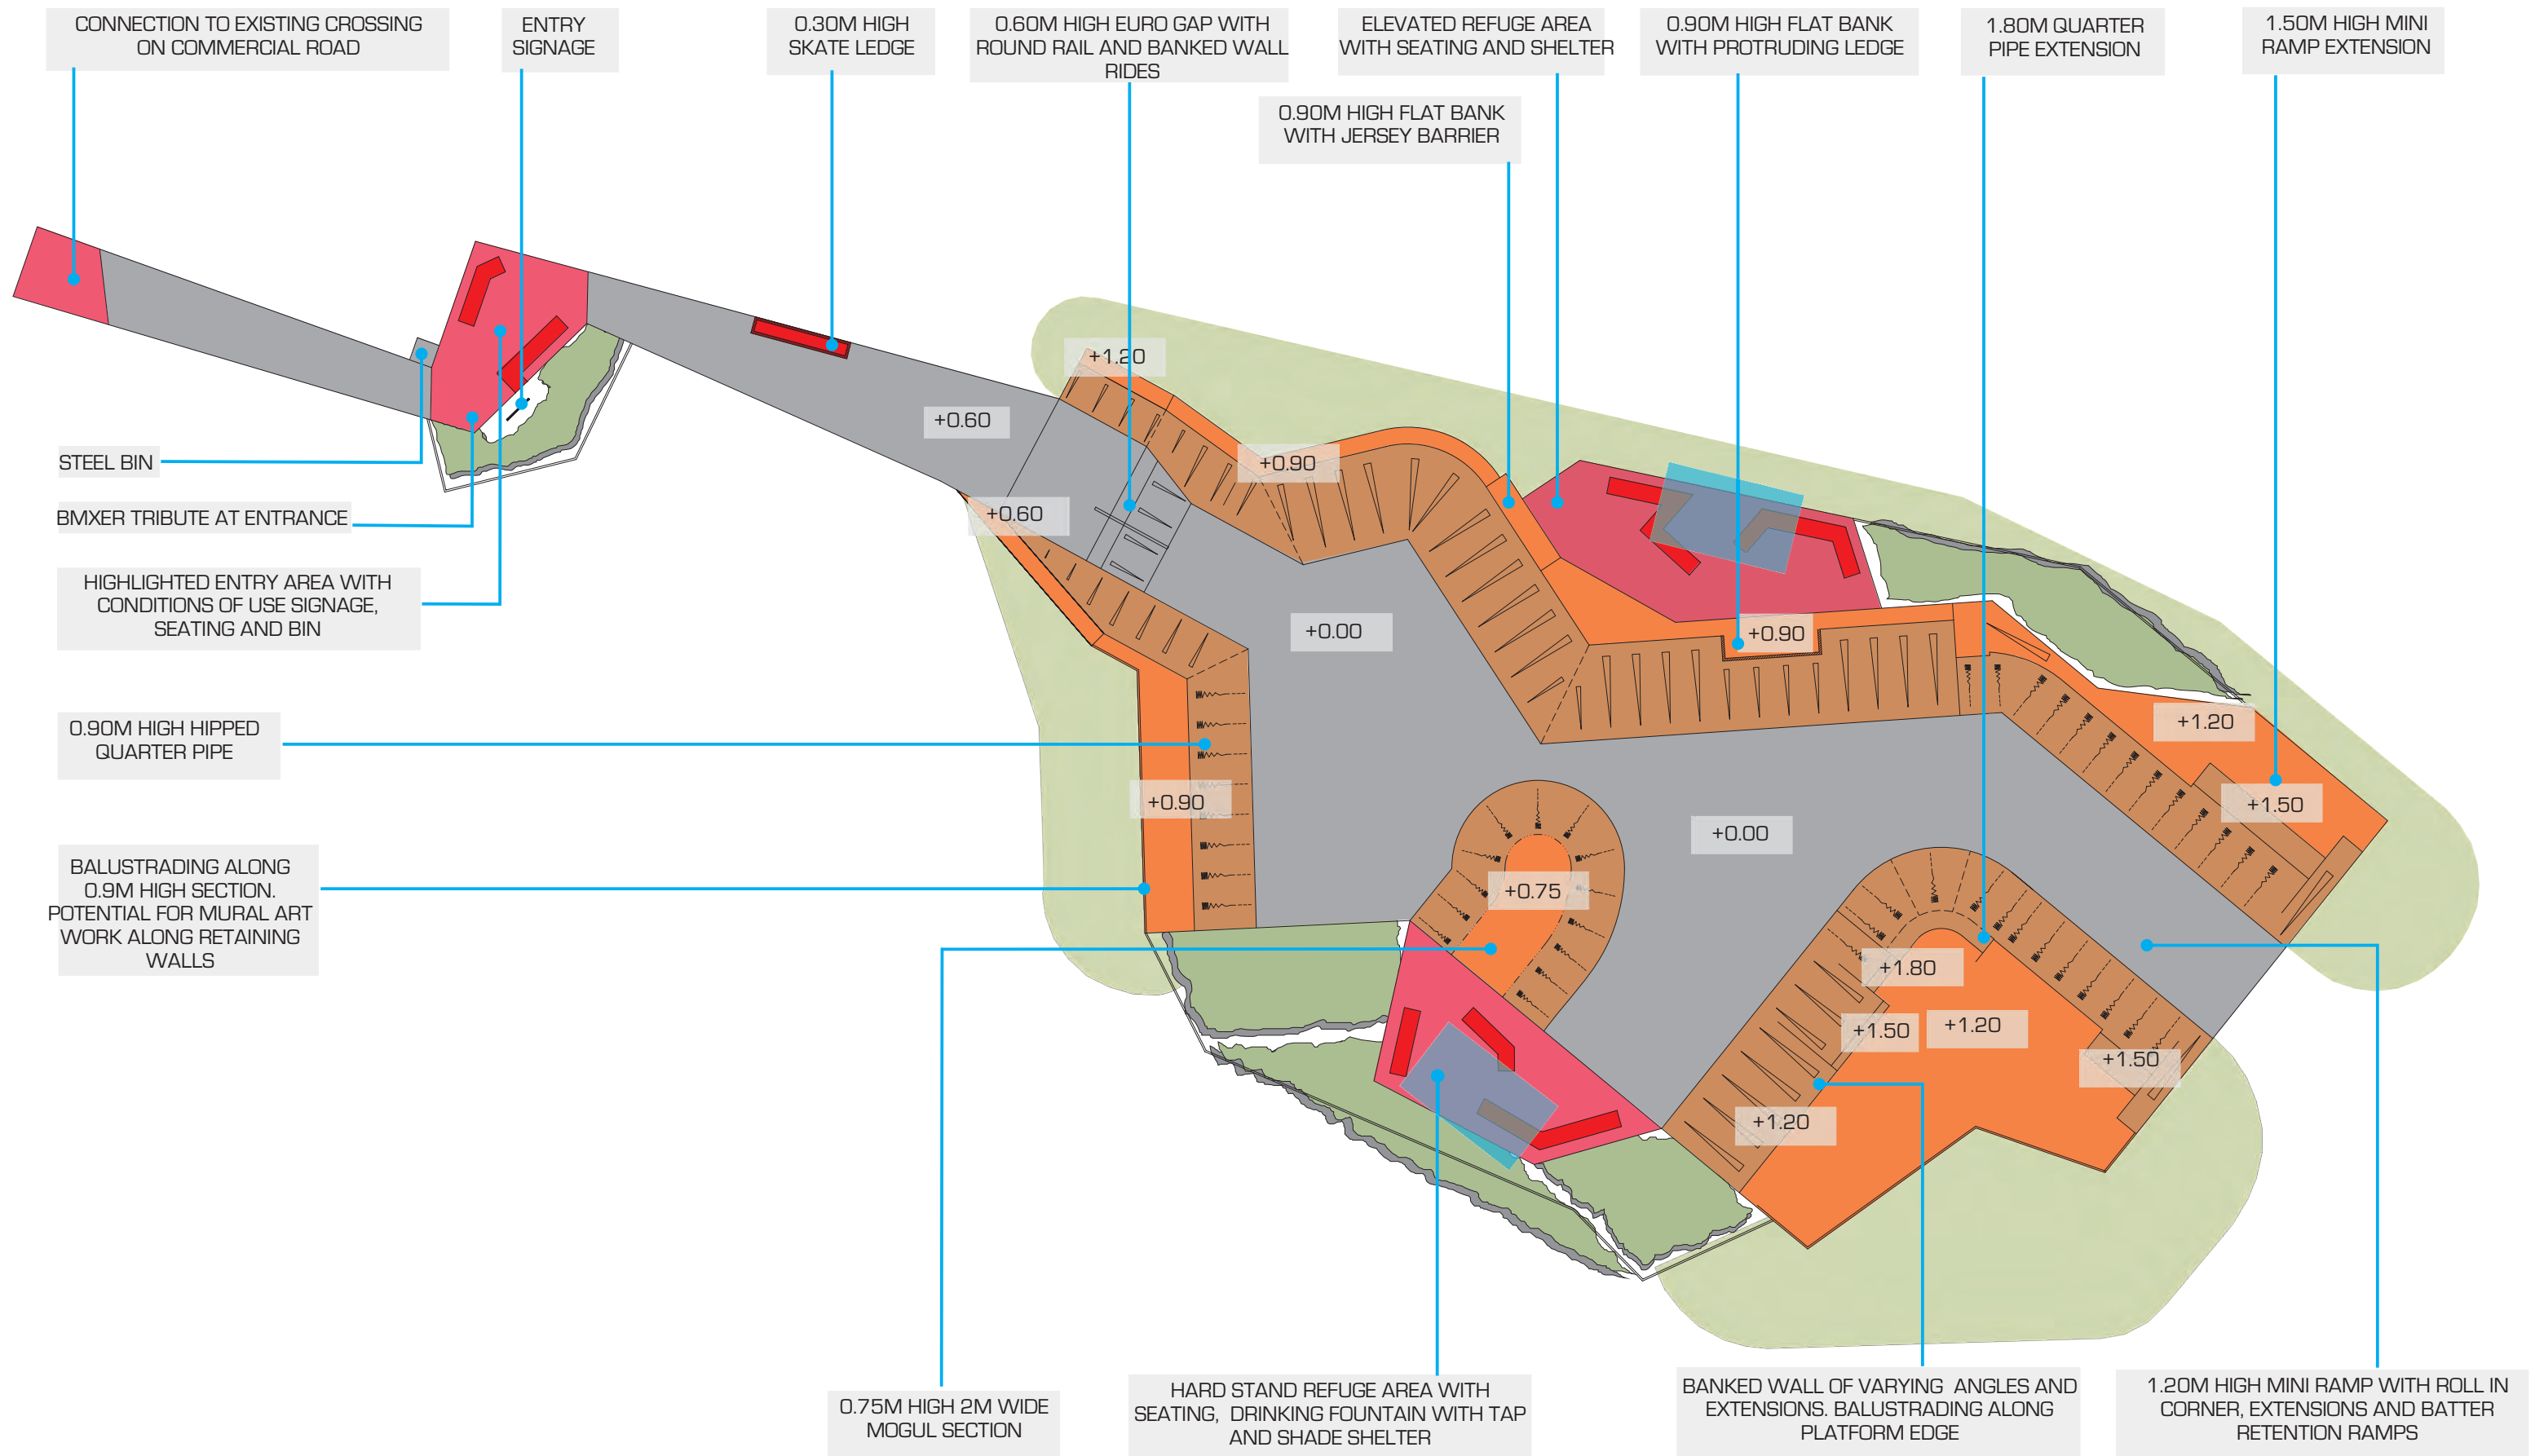 CONNECTION TO EXISTING CROSSING
ON COMMERCIAL ROAD
ENTRY
SIGNAGE
0.30M HIGH
SKATE LEDGE
0.60M HIGH EURO GAP WITH
ROUND RAIL AND BANKED WALL
RIDES
ELEVATED REFUGE AREA
WITH SEATING AND SHELTER
0.90M HIGH FLAT BANK
WITH PROTRUDING LEDGE
1.80M QUARTER
PIPE EXTENSION
1.50M HIGH MINI
RAMP EXTENSION
0.90M HIGH FLAT BANK
WITH JERSEY BARRIER
+1.20
+0.60
+0.90
STEEL BIN
+0.60
BMXER TRIBUTE AT ENTRANCE
HIGHLIGHTED ENTRY AREA WITH
CONDITIONS OF USE SIGNAGE,
SEATING AND BIN
+0.00
+0.90
0.90M HIGH HIPPED
QUARTER PIPE
+1.20
+0.90
+1.50
+0.00
BALUSTRADING ALONG
0.9M HIGH SECTION.
POTENTIAL FOR MURAL ART
WORK ALONG RETAINING
WALLS
+0.75
+1.80
+1.50
+1.20
+1.50
+1.20
0.75M HIGH 2M WIDE
MOGUL SECTION
HARD STAND REFUGE AREA WITH
SEATING, DRINKING FOUNTAIN WITH TAP
AND SHADE SHELTER
BANKED WALL OF VARYING ANGLES AND
EXTENSIONS. BALUSTRADING ALONG
PLATFORM EDGE
1.20M HIGH MINI RAMP WITH ROLL IN
CORNER, EXTENSIONS AND BATTER
RETENTION RAMPS